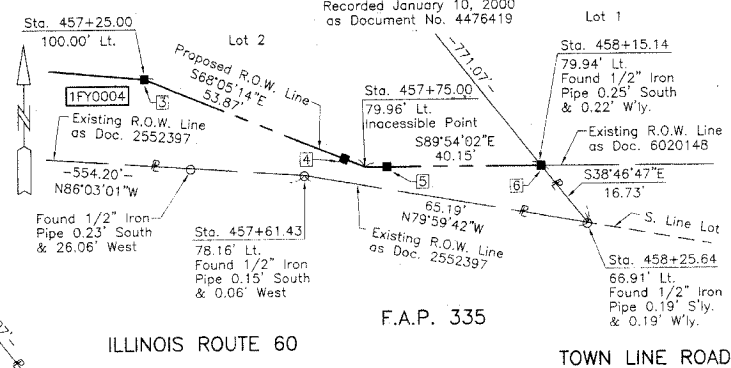 Recorded January 10, 2000
as Document No. 4476419
Lot 1
Sta. 457+25.00
100.00' Lt.
Lot 2
Proposed R.O.W. Line
S68°05'14"E
53.87'
-771.07'-
Sta. 458+15.14
79.94' Lt.
Found 1/2" Iron
Pipe 0.25' South
& 0.22' W'ly.
Sta. 457+75.00
79.96' Lt.
Inacessible Point
1FY0004
3
N
Existing R.O.W. Line
as Doc. 2552397
S89°54'02"E
40.15'
Existing R.O.W. Line
as Doc. 6020148
4
5
6
-554.20'-
N86°03'01"W
S38°46'47"E
16.73'
Found 1/2" Iron
Pipe 0.23' South
& 26.06' West
Sta. 457+61.43
78.16' Lt.
Found 1/2" Iron
Pipe 0.15' South
& 0.06' West
65.19'
N79°59'42"W
Existing R.O.W. Line
as Doc. 2552397
S. Line Lot
Sta. 458+25.64
66.91' Lt.
Found 1/2" Iron
Pipe 0.19' S'ly.
& 0.19' W'ly.
F.A.P. 335
ILLINOIS ROUTE 60
TOWN LINE ROAD